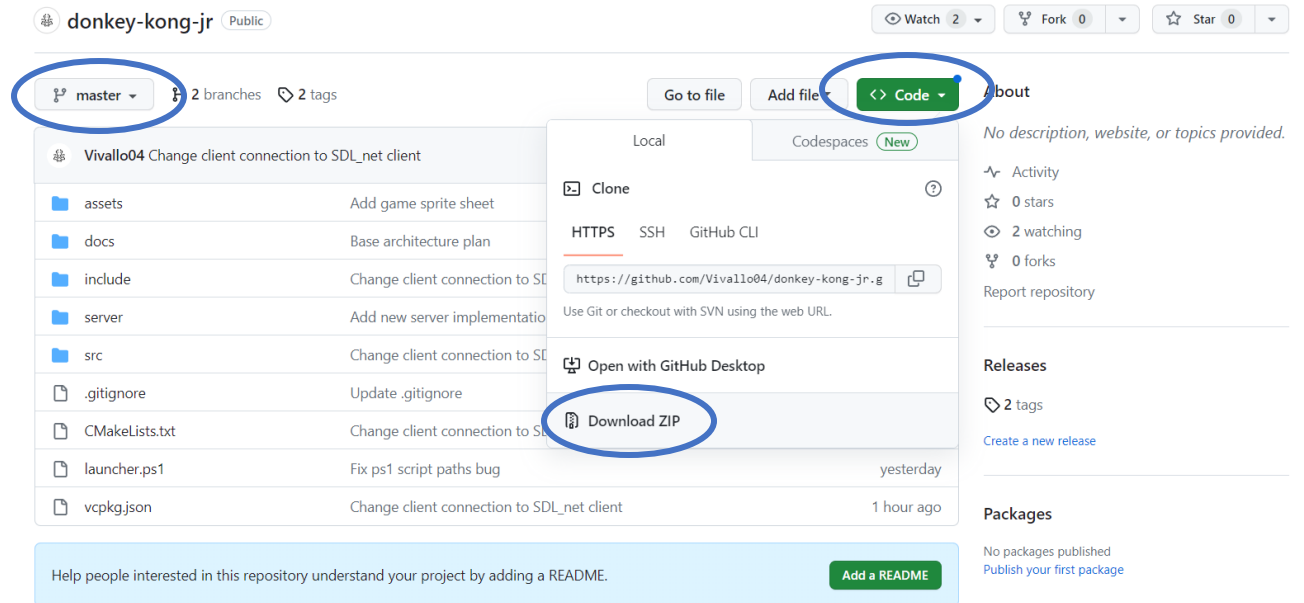 donkey-kong-jr Public Watch 2 Fork 0 Star 0
master 2 branches 2 tags Go to file Add file Code
Vivallo04 Change client connection to SDL_net client
assets Add game sprite sheet
docs Base architecture plan
include Change client connection to SD
server Add new server implementatio
src Change client connection to SD
.gitignore Update .gitignore
CMakeLists.txt Change client connection to SD
launcher.ps1 Fix ps1 script paths bug yesterday
vcpkg.json Change client connection to SDL_net client 1 hour ago
Help people interested in this repository understand your project by adding a README. Add a README
Local Codespaces New
Clone
HTTPS SSH GitHub CLI
https://github.com/Vivallo04/donkey-kong-jr.g
Use Git or checkout with SVN using the web URL.
Open with GitHub Desktop
Download ZIP
About
No description, website, or topics provided.
Activity
0 stars
2 watching
0 forks
Report repository
Releases
2 tags
Create a new release
Packages
No packages published
Publish your first package